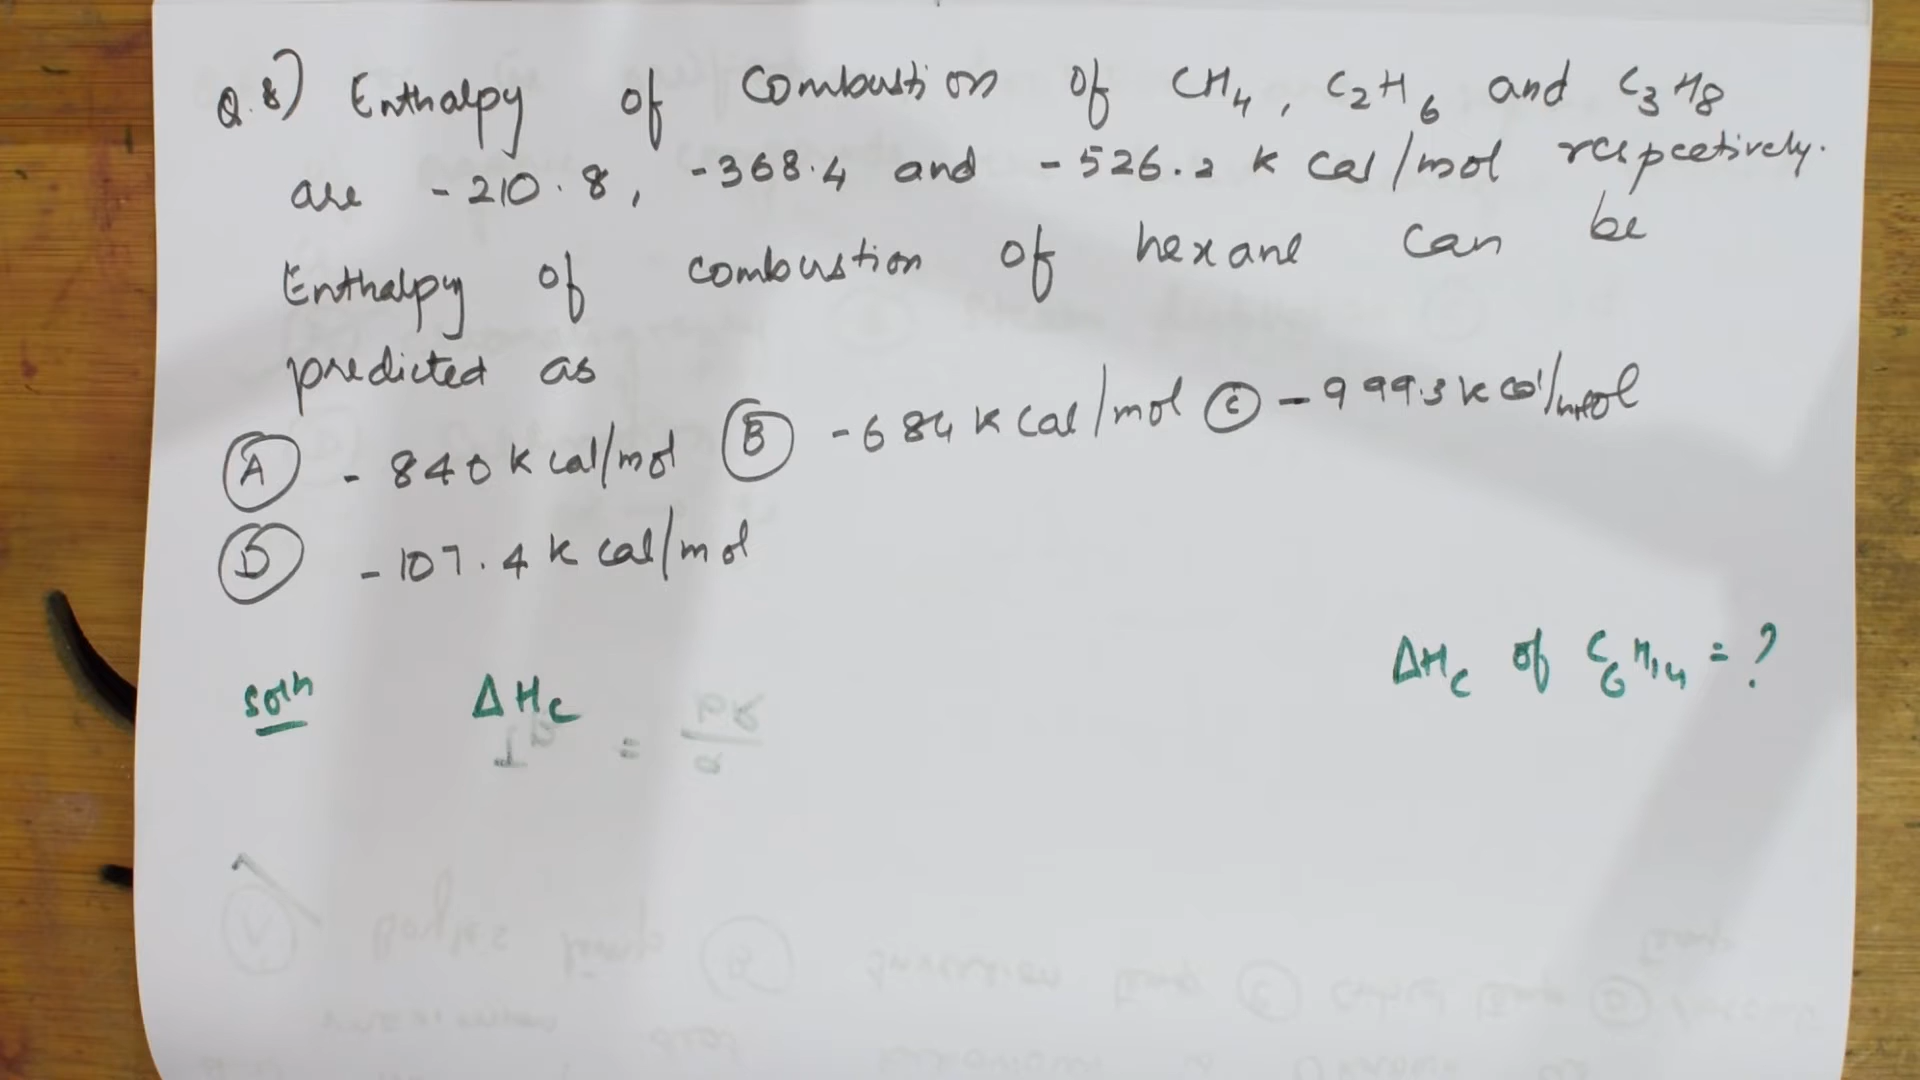 Q.8) Enthalpy of combustion of CH4, C2H6 and C3H8
are -210.8, -368.4 and -526.2 k Cal/mol respectively.
Enthalpy of combustion of hexane can be
predicted as
(A) - 840 k cal/mol (B) -684 k Cal/mol (C) -999.3 k cal/mol
(D) - 107.4 k cal/mol
ΔHc of C6H14 = ?
Soln ΔHc